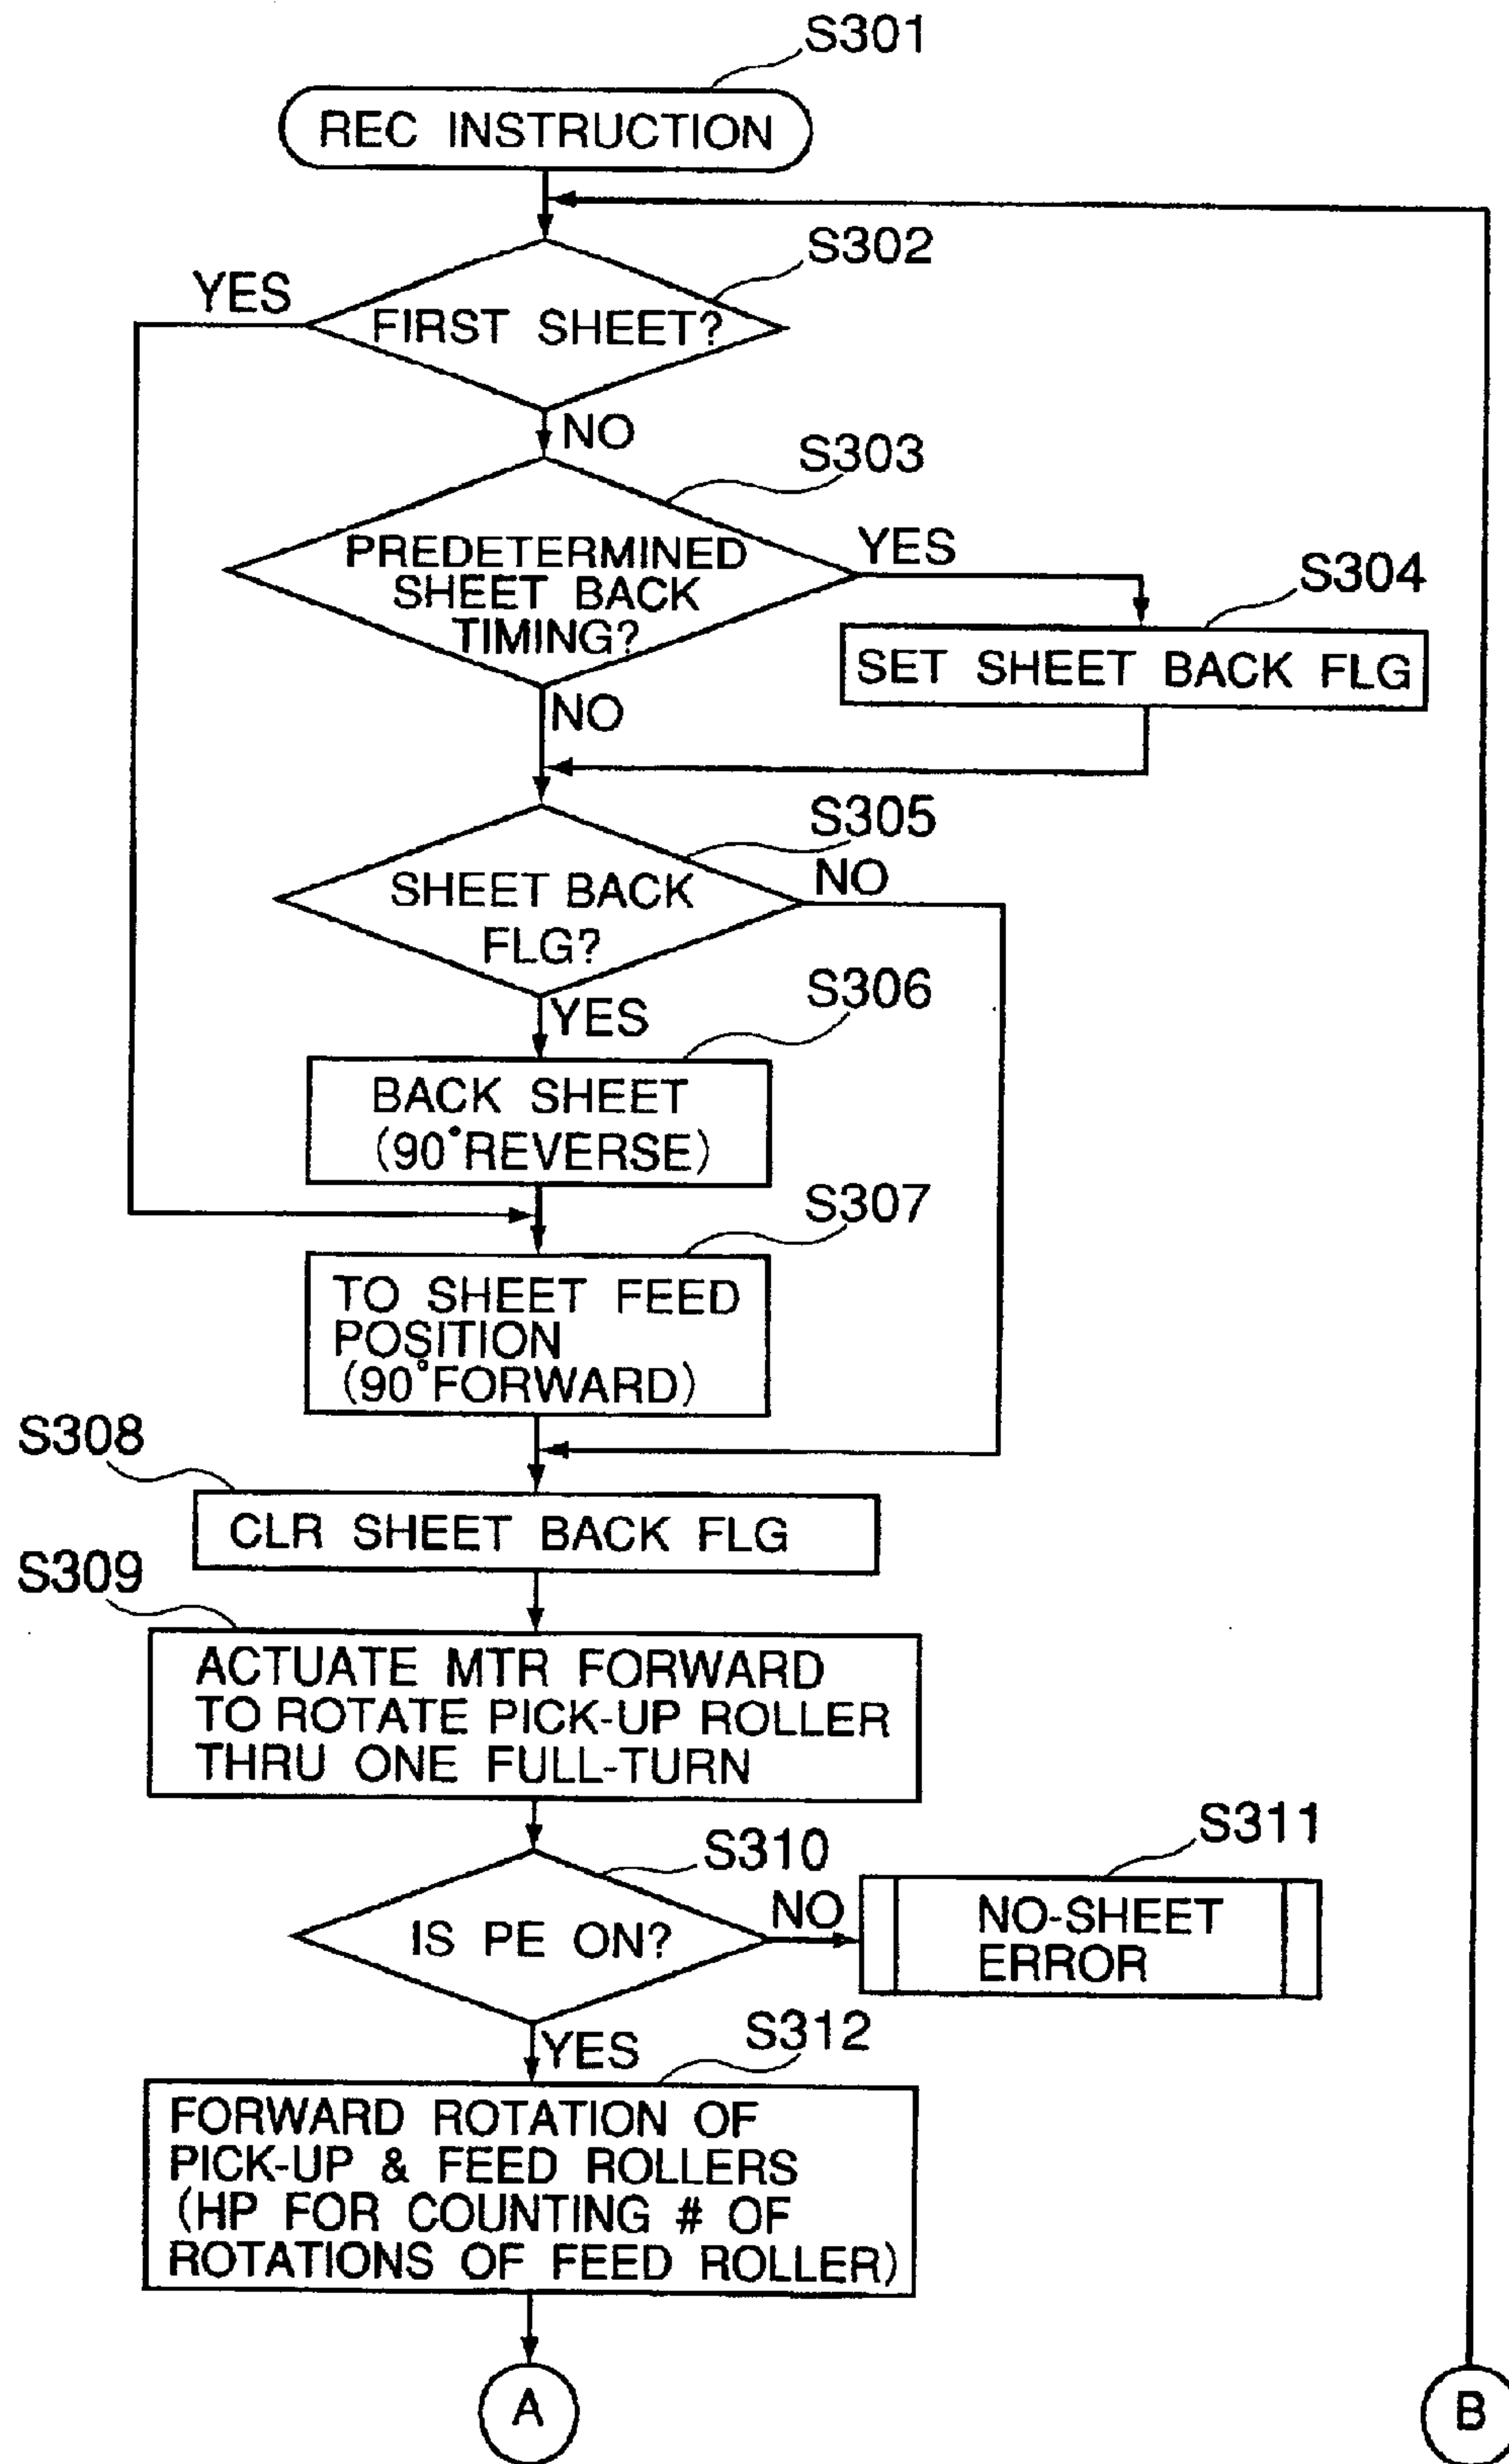 S301
REC INSTRUCTION
S302
YES
FIRST SHEET?
NO
S303
PREDETERMINED
SHEET BACK
TIMING?
YES
S304
SET SHEET BACK FLG
NO
S305
SHEET BACK
FLG?
NO
YES
S306
BACK SHEET
(90°REVERSE)
S307
TO SHEET FEED
POSITION
(90°FORWARD)
S308
CLR SHEET BACK FLG
S309
ACTUATE MTR FORWARD
TO ROTATE PICK-UP ROLLER
THRU ONE FULL-TURN
S310
IS PE ON?
NO
S311
NO-SHEET
ERROR
YES
S312
FORWARD ROTATION OF
PICK-UP & FEED ROLLERS
(HP FOR COUNTING # OF
ROTATIONS OF FEED ROLLER)
A
B